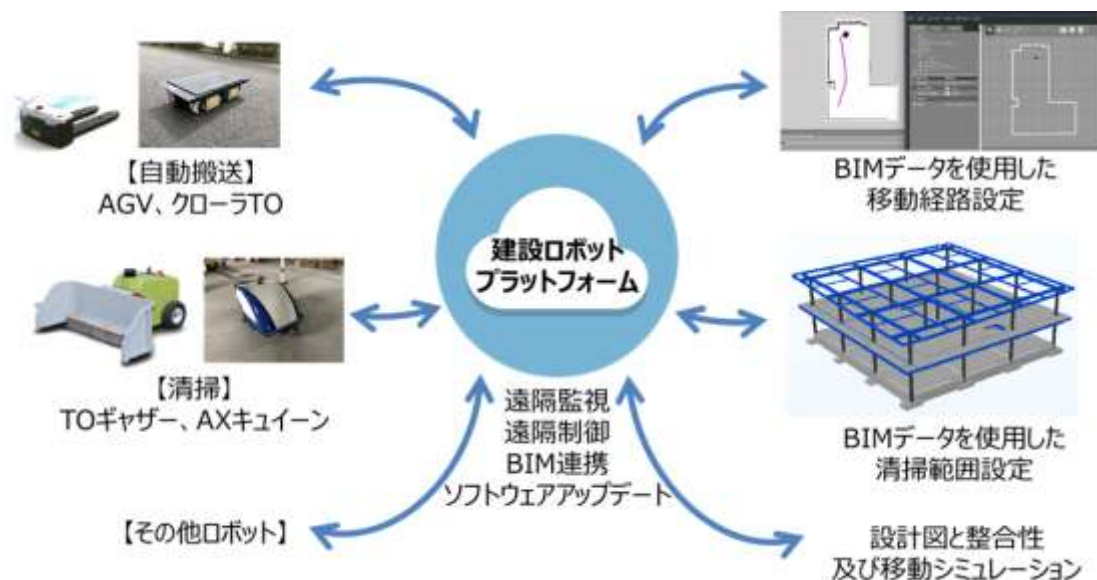 【自動搬送】
AGV、クローラTO
【清掃】
TOギャザー、AXキュイーン
【その他ロボット】
建設ロボット
プラットフォーム
遠隔監視
遠隔制御
BIM連携
ソフトウェアアップデート
BIMデータを使用した
移動経路設定
BIMデータを使用した
清掃範囲設定
設計図と整合性
及び移動シミュレーション